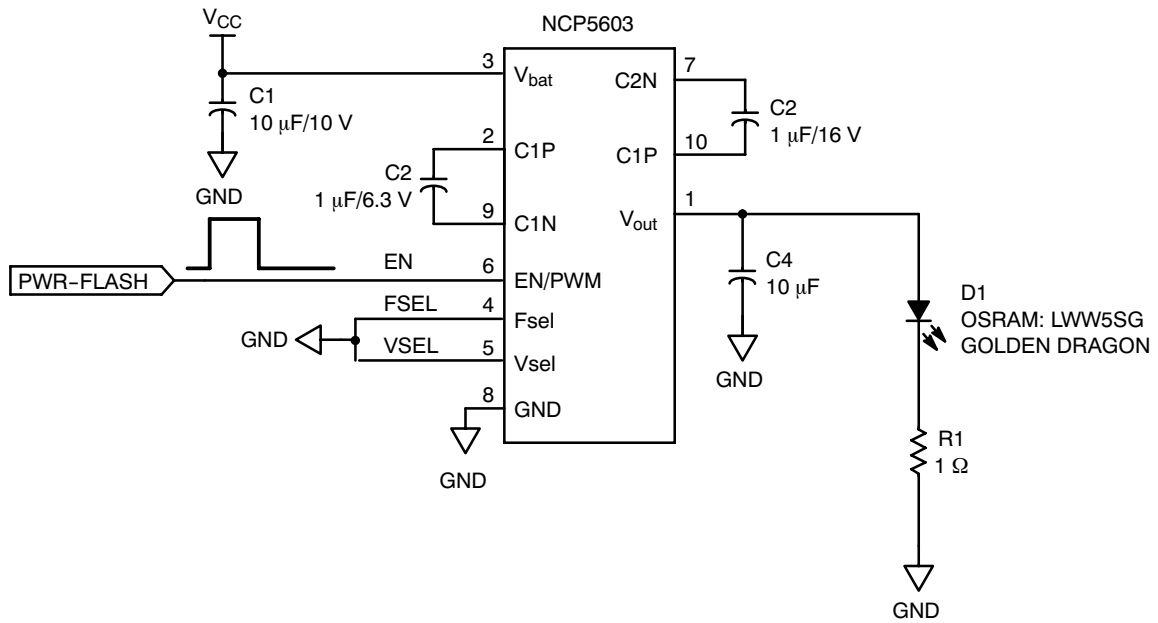 NCP5603
V_CC
3
V_bat
C1
10 μF/10 V
GND
2
C1P
C2
1 μF/6.3 V
9
C1N
7
C2N
C2
1 μF/16 V
10
C1P
1
V_out
C4
10 μF
GND
PWR-FLASH
EN
6
EN/PWM
FSEL
4
Fsel
GND
VSEL
5
Vsel
8
GND
GND
D1
OSRAM: LWW5SG
GOLDEN DRAGON
R1
1 Ω
GND